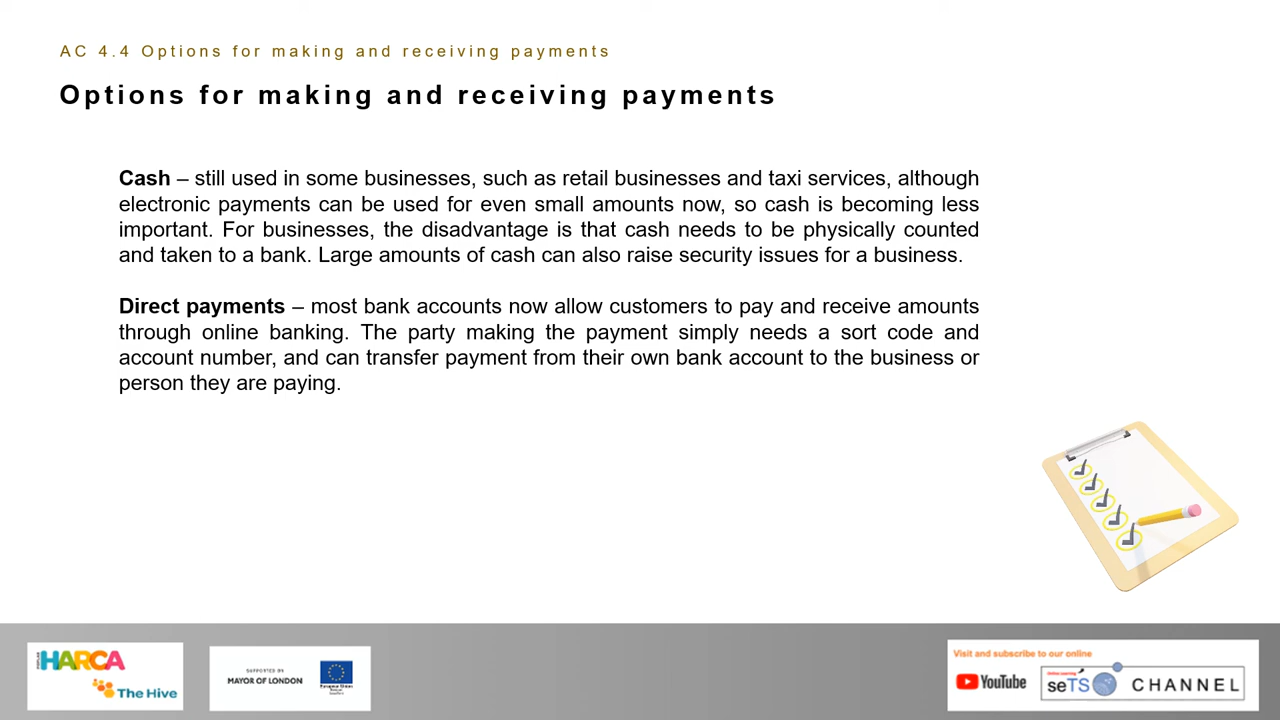 AC 4.4 Options for making and receiving payments
Options for making and receiving payments
Cash – still used in some businesses, such as retail businesses and taxi services, although
electronic payments can be used for even small amounts now, so cash is becoming less
important. For businesses, the disadvantage is that cash needs to be physically counted
and taken to a bank. Large amounts of cash can also raise security issues for a business.
Direct payments – most bank accounts now allow customers to pay and receive amounts
through online banking. The party making the payment simply needs a sort code and
account number, and can transfer payment from their own bank account to the business or
person they are paying.
HARCA
The Hive
SUPPORTED BY
MAYOR OF LONDON
European Union
Visit and subscribe to our online
YouTube
seTS CHANNEL